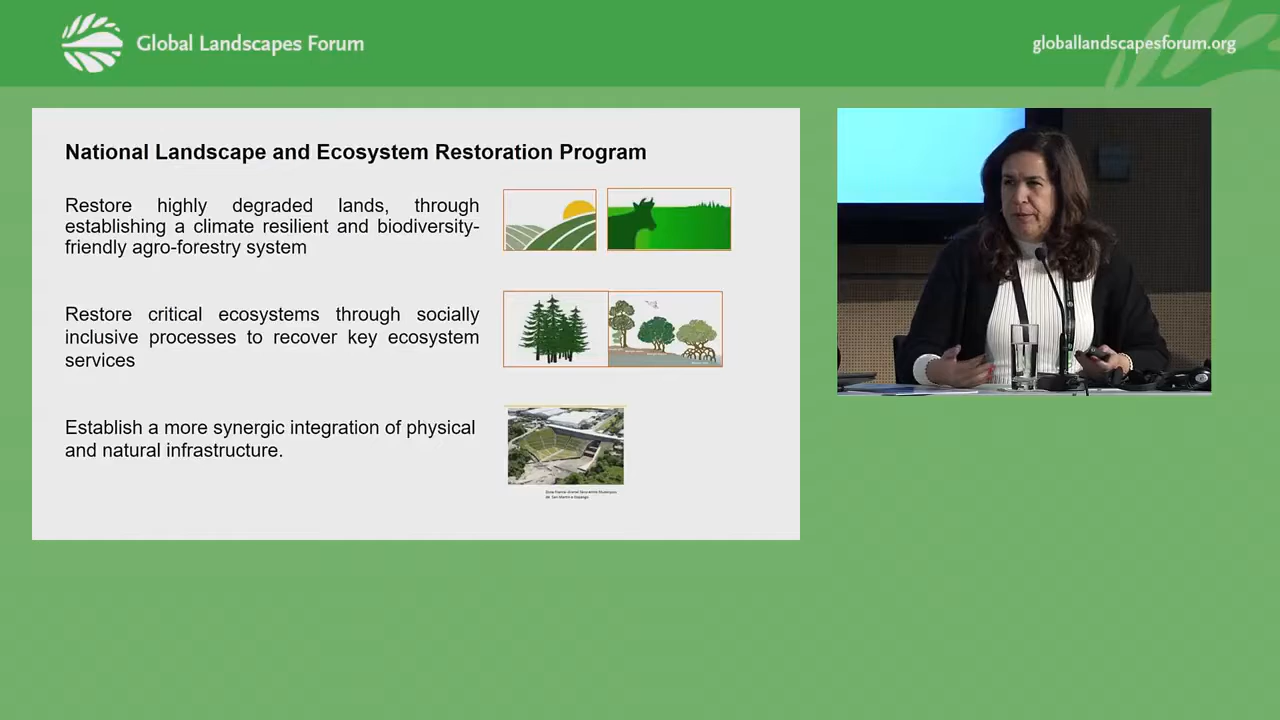 Global Landscapes Forum
globallandscapesforum.org
National Landscape and Ecosystem Restoration Program
Restore highly degraded lands, through
establishing a climate resilient and biodiversity-
friendly agro-forestry system
Restore critical ecosystems through socially
inclusive processes to recover key ecosystem
services
Establish a more synergic integration of physical
and natural infrastructure.